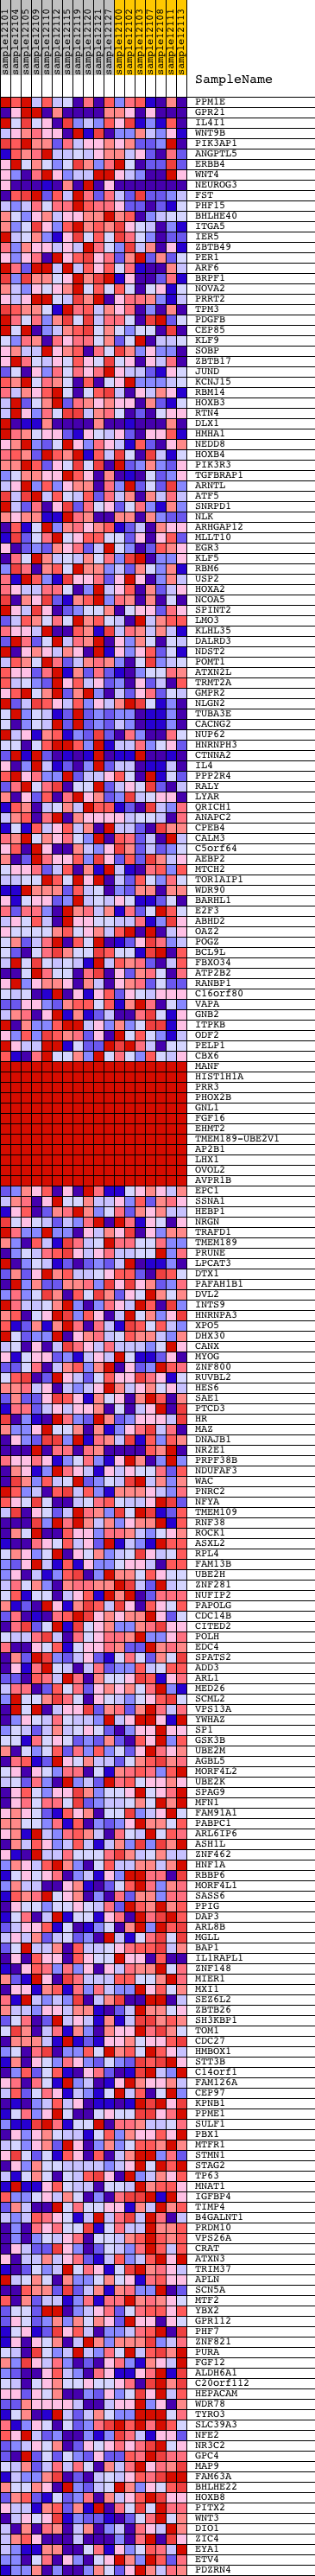 sample12101
sample12104
sample12105
sample12109
sample12110
sample12112
sample12115
sample12119
sample12120
sample12121
sample12127
sample12100
sample12102
sample12103
sample12107
sample12108
sample12111
sample12113
SampleName
PPM1E
GPR21
IL4I1
WNT9B
PIK3AP1
ANGPTL5
ERBB4
WNT4
NEUROG3
FST
PHF15
BHLHE40
ITGA5
IER5
ZBTB49
PER1
ARF6
BRPF1
NOVA2
PRRT2
TPM3
PDGFB
CEP85
KLF9
SOBP
ZBTB17
JUND
KCNJ15
RBM14
HOXB3
RTN4
DLX1
HMHA1
NEDD8
HOXB4
PIK3R3
TGFBRAP1
ARNTL
ATF5
SNRPD1
NLK
ARHGAP12
MLLT10
EGR3
KLF5
RBM6
USP2
HOXA2
NCOA5
SPINT2
LMO3
KLHL35
DALRD3
NDST2
POMT1
ATXN2L
TRMT2A
GMPR2
NLGN2
TUBA3E
CACNG2
NUP62
HNRNPH3
CTNNA2
IL4
PPP2R4
RALY
LYAR
QRICH1
ANAPC2
CPEB4
CALM3
C5orf64
AEBP2
MTCH2
TOR1AIP1
WDR90
BARHL1
E2F3
ABHD2
OAZ2
POGZ
BCL9L
FBXO34
ATP2B2
RANBP1
C16orf80
VAPA
GNB2
ITPKB
ODF2
PELP1
CBX6
MANF
HIST1H1A
PRR3
PHOX2B
GNL1
FGF16
EHMT2
TMEM189-UBE2V1
AP2B1
LHX1
OVOL2
AVPR1B
EPC1
SSNA1
HEBP1
NRGN
TRAFD1
TMEM189
PRUNE
LPCAT3
DTX1
PAFAH1B1
DVL2
INTS9
HNRNPA3
XPO5
DHX30
CANX
MYOG
ZNF800
RUVBL2
HES6
SAE1
PTCD3
HR
MAZ
DNAJB1
NR2E1
PRPF38B
NDUFAF3
WAC
PNRC2
NFYA
TMEM109
RNF38
ROCK1
ASXL2
RPL4
FAM13B
UBE2H
ZNF281
NUFIP2
PAPOLG
CDC14B
CITED2
POLH
EDC4
SPATS2
ADD3
ARL1
MED26
SCML2
VPS13A
YWHAZ
SP1
GSK3B
UBE2M
AGBL5
MORF4L2
UBE2K
SPAG9
MFN1
FAM91A1
PABPC1
ARL6IP6
ASH1L
ZNF462
HNF1A
RBBP6
MORF4L1
SASS6
PPIG
DAP3
ARL8B
MGLL
BAP1
IL1RAPL1
ZNF148
MIER1
MXI1
SEZ6L2
ZBTB26
SH3KBP1
TOM1
CDC27
HMBOX1
STT3B
C14orf1
FAM126A
CEP97
KPNB1
PPME1
SULF1
PBX1
MTFR1
STMN1
STAG2
TP63
MNAT1
IGFBP4
TIMP4
B4GALNT1
PRDM10
VPS26A
CRAT
ATXN3
TRIM37
APLN
SCN5A
MTF2
YBX2
GPR112
PHF7
ZNF821
PURA
FGF12
ALDH6A1
C20orf112
HEPACAM
WDR78
TYRO3
SLC39A3
NFE2
NR3C2
GPC4
MAP9
FAM63A
BHLHE22
HOXB8
PITX2
WNT3
DIO1
ZIC4
EYA1
ETV4
PDZRN4